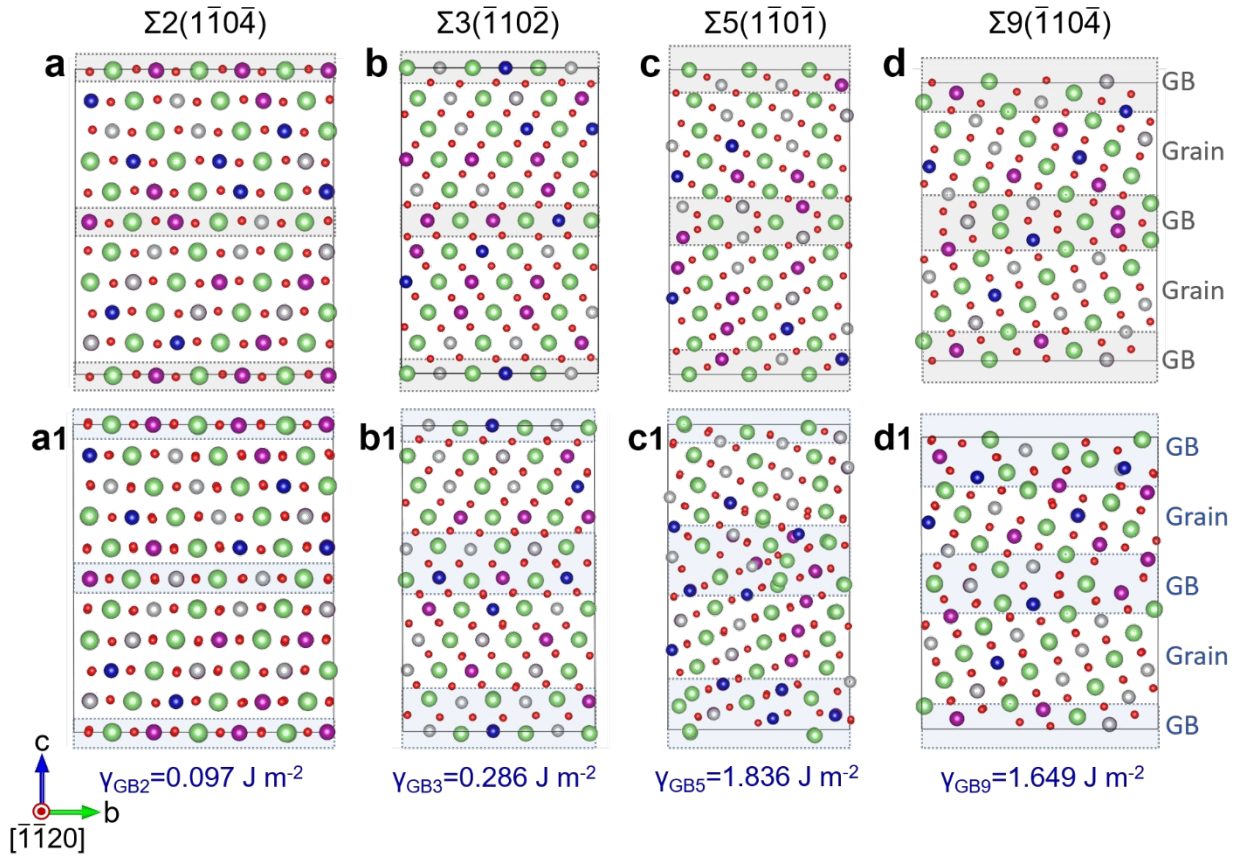 Σ2(11̄04̄) Σ3(1̄102̄) Σ5(11̄01̄) Σ9(1̄104̄)
a b c d
GB
Grain
GB
Grain
GB
a1 b1 c1 d1
GB
Grain
GB
Grain
GB
γGB2=0.097 J m⁻² γGB3=0.286 J m⁻² γGB5=1.836 J m⁻² γGB9=1.649 J m⁻²
c
b
[1̄1̄20]